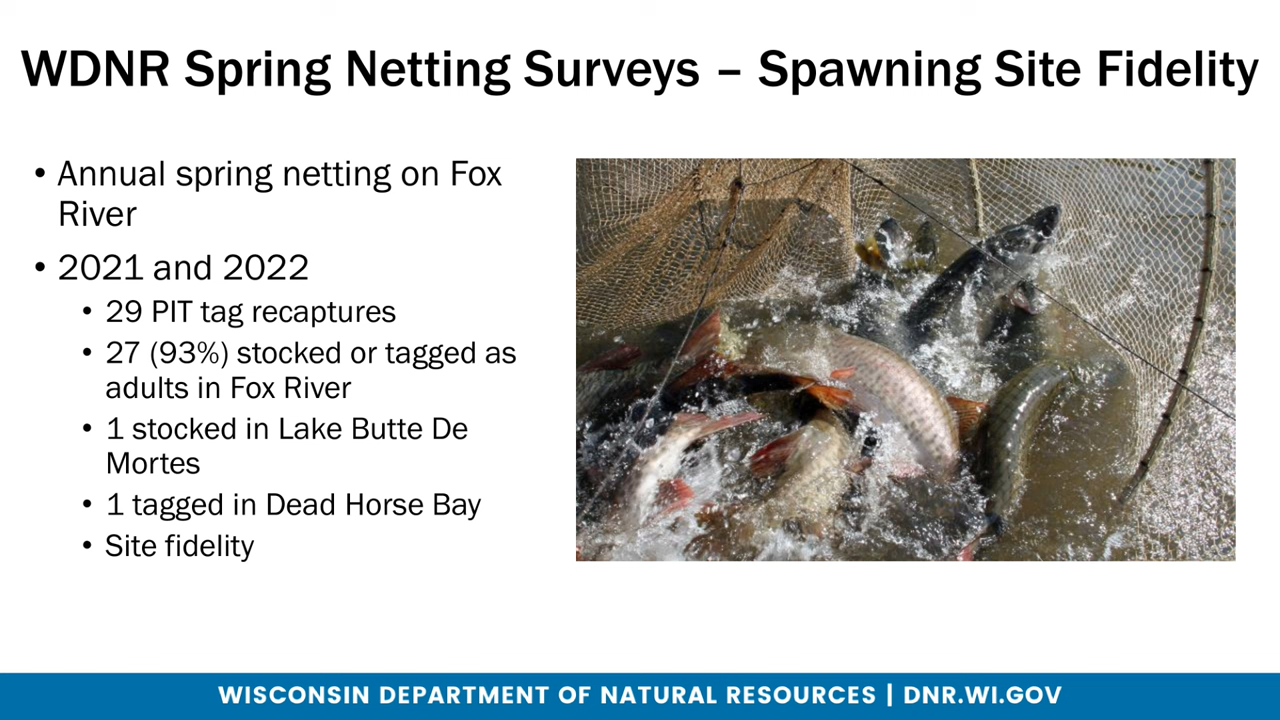 WDNR Spring Netting Surveys – Spawning Site Fidelity
• Annual spring netting on Fox
River
• 2021 and 2022
• 29 PIT tag recaptures
• 27 (93%) stocked or tagged as
adults in Fox River
• 1 stocked in Lake Butte De
Mortes
• 1 tagged in Dead Horse Bay
• Site fidelity
WISCONSIN DEPARTMENT OF NATURAL RESOURCES | DNR.WI.GOV